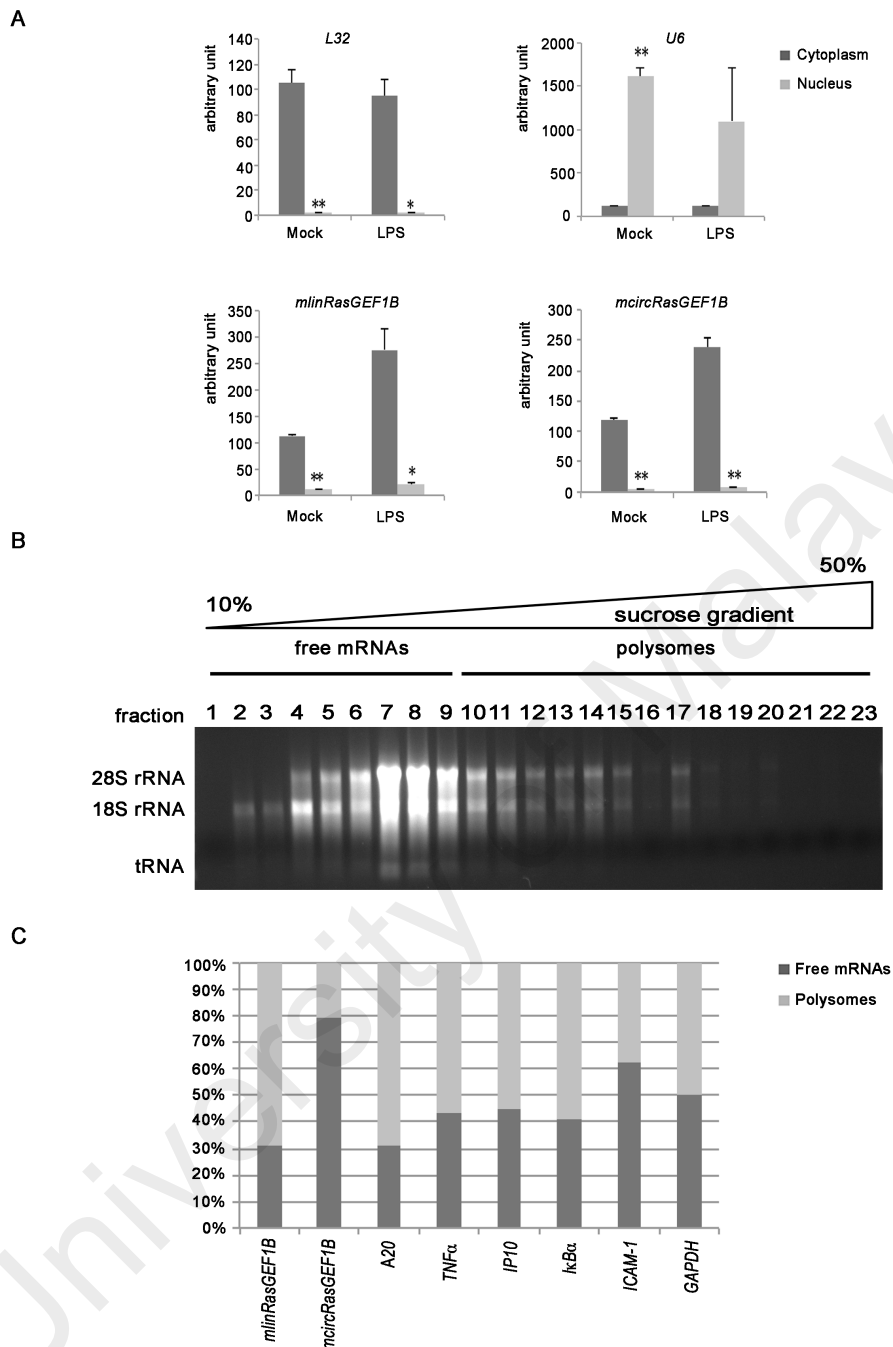 A
L32
arbitrary unit
140
120
100
80
60
40
20
0
**
*
Mock
LPS
U6
arbitrary unit
2000
1500
1000
500
0
**
Mock
LPS
Cytoplasm
Nucleus
mlinRasGEF1B
arbitrary unit
350
300
250
200
150
100
50
0
**
*
Mock
LPS
mcircRasGEF1B
arbitrary unit
300
250
200
150
100
50
0
**
**
Mock
LPS
B
10%
50%
sucrose gradient
free mRNAs
polysomes
fraction 1 2 3 4 5 6 7 8 9 10 11 12 13 14 15 16 17 18 19 20 21 22 23
28S rRNA
18S rRNA
tRNA
C
100%
90%
80%
70%
60%
50%
40%
30%
20%
10%
0%
Free mRNAs
Polysomes
mlinRasGEF1B
mcircRasGEF1B
A20
TNFα
IP10
IκBα
ICAM-1
GAPDH
University of Malay